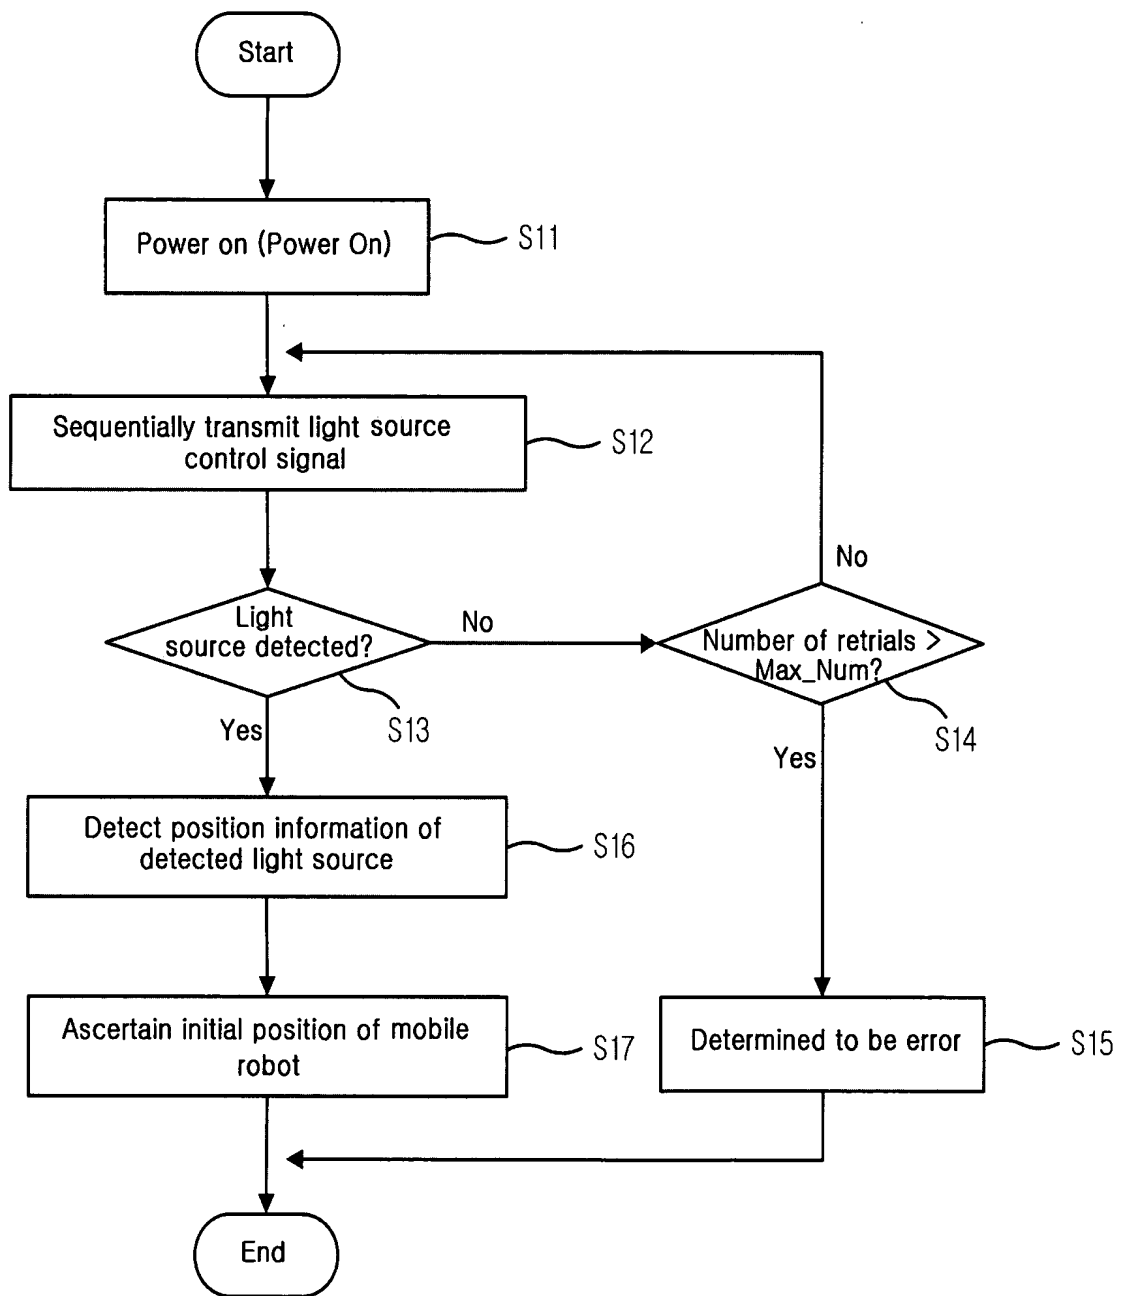 Start
Power on (Power On)
S11
Sequentially transmit light source
control signal
S12
No
Light
source detected?
No
Number of retrials >
Max_Num?
S13
S14
Yes
Yes
Detect position information of
detected light source
S16
Ascertain initial position of mobile
robot
S17
Determined to be error
S15
End